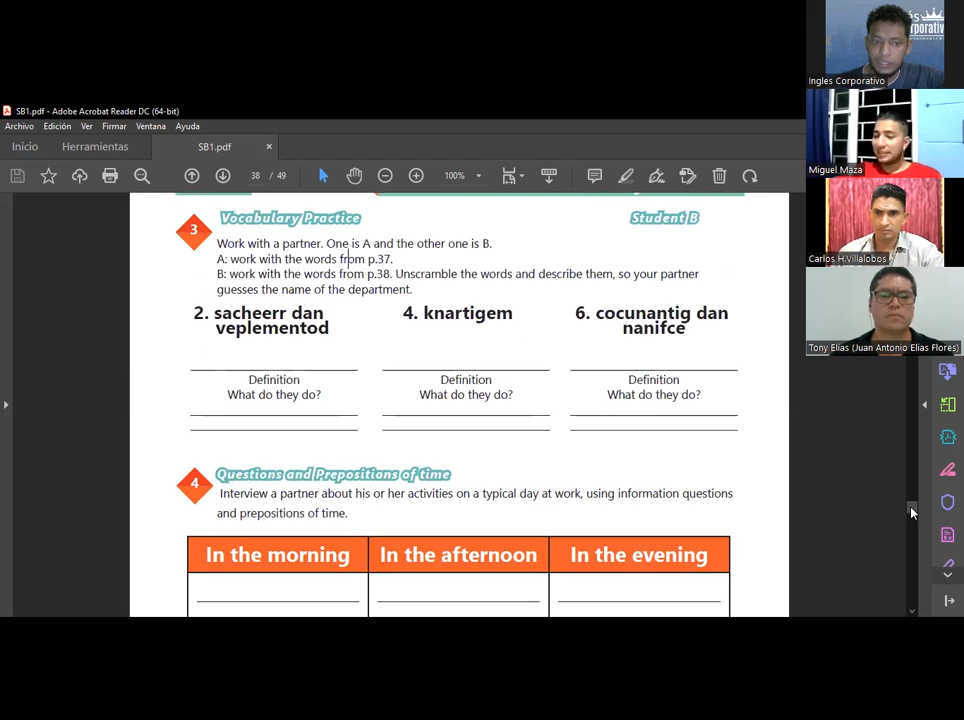 SB1.pdf - Adobe Acrobat Reader DC (64-bit)
Archivo Edición Ver Firmar Ventana Ayuda
Inicio Herramientas SB1.pdf ×
38 / 49 100%
Vocabulary Practice Student B
3
Work with a partner. One is A and the other one is B.
A: work with the words from p.37.
B: work with the words from p.38. Unscramble the words and describe them, so your partner
guesses the name of the department.
2. sacheerr dan 4. knartigem 6. cocunantig dan
veplementod nanifce
Definition Definition Definition
What do they do? What do they do? What do they do?
4
Questions and Prepositions of time
Interview a partner about his or her activities on a typical day at work, using information questions
and prepositions of time.
In the morning In the afternoon In the evening
Ingles Corporativo
Miguel Maza
Carlos H.Villalobos
Tony Elías (Juan Antonio Elias Flores)